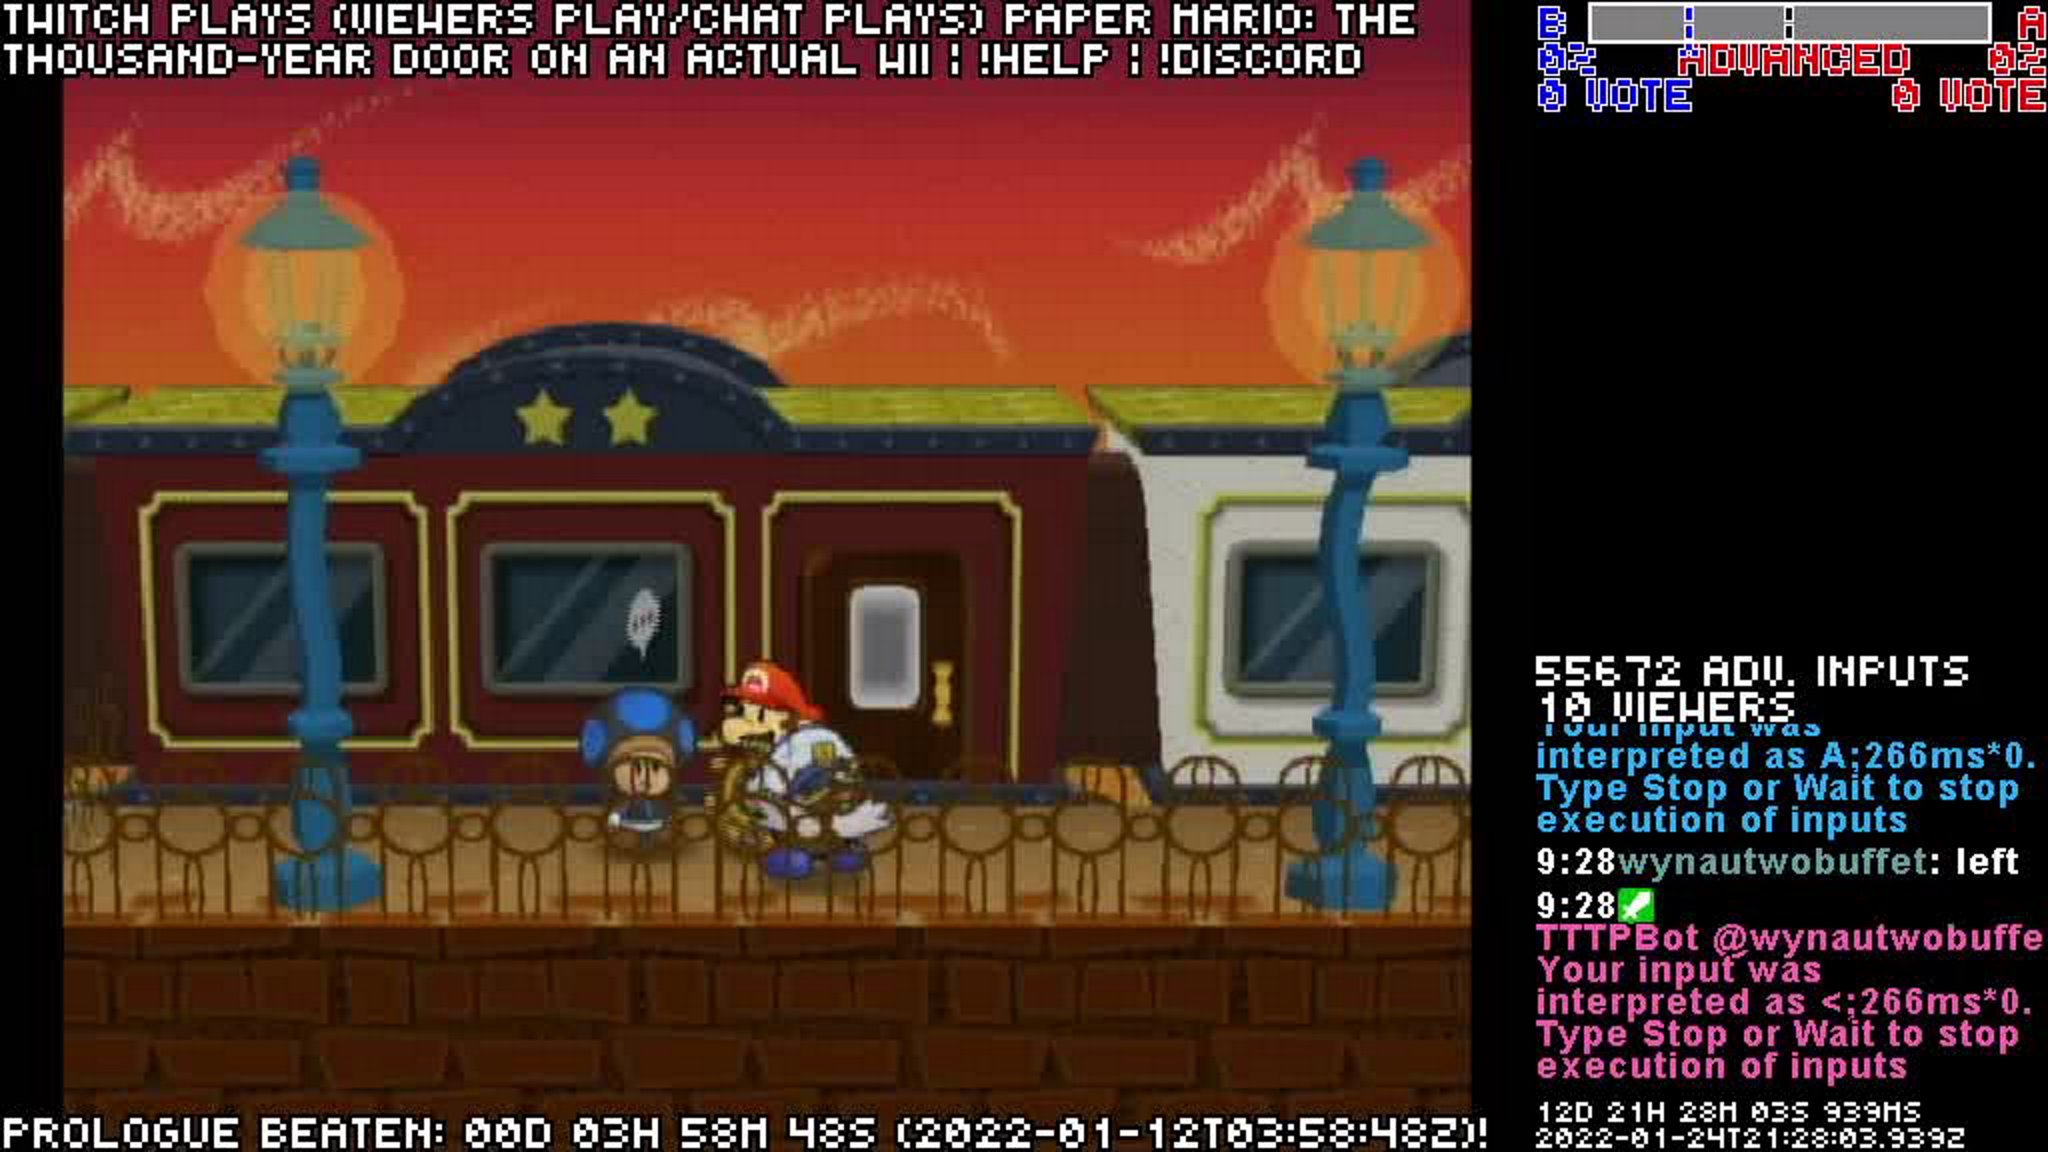 TWITCH PLAYS (VIEWERS PLAY/CHAT PLAYS) PAPER MARIO: THE
THOUSAND-YEAR DOOR ON AN ACTUAL WII ¦ !HELP ¦ !DISCORD
B A
0% ADVANCED 0%
0 VOTE 0 VOTE
55672 ADV. INPUTS
10 VIEWERS
Your input was
interpreted as A;266ms*0.
Type Stop or Wait to stop
execution of inputs
9:28wynautwobuffet: left
9:28
TTTPBot @wynautwobuffe
Your input was
interpreted as <;266ms*0.
Type Stop or Wait to stop
execution of inputs
12D 21H 28M 03S 939MS
2022-01-24T21:28:03.939Z
PROLOGUE BEATEN: 00D 03H 58M 48S (2022-01-12T03:58:48Z)!